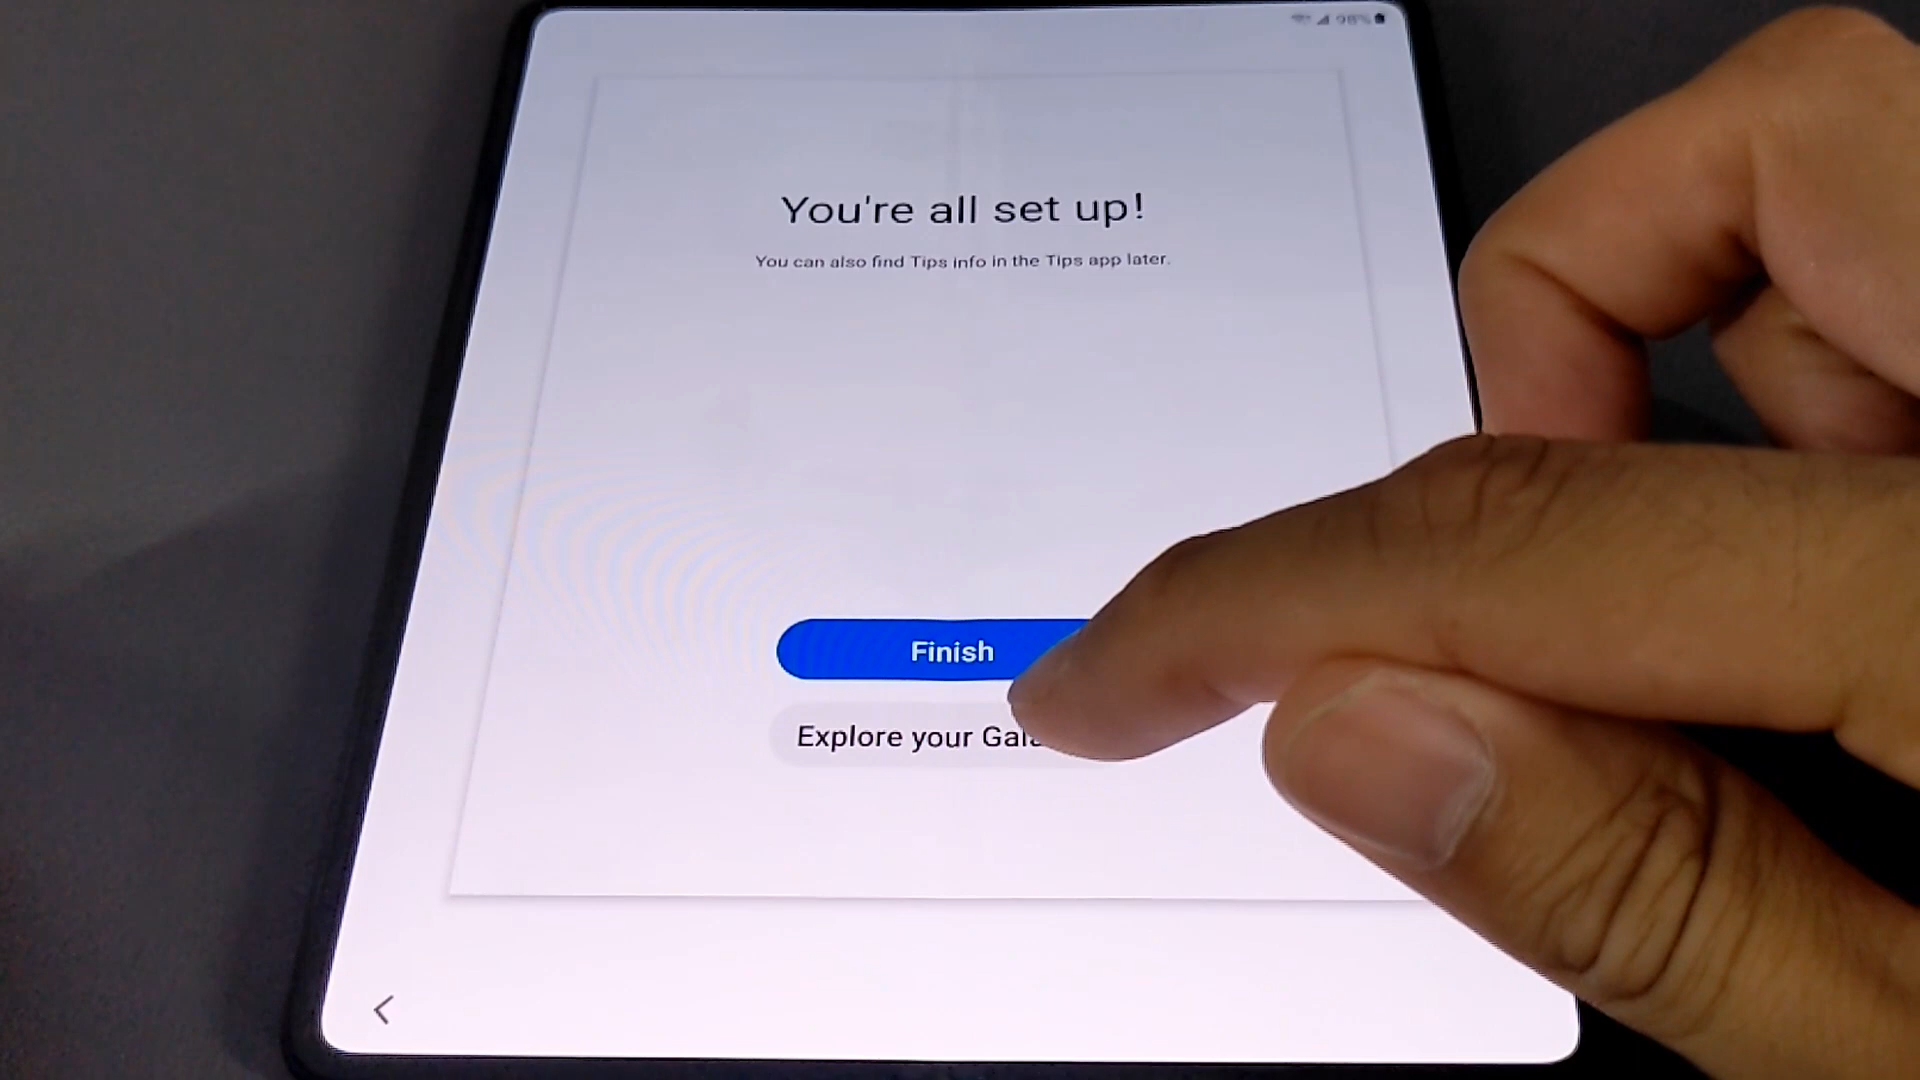 98%
You're all set up!
You can also find Tips info in the Tips app later.
Finish
Explore your Gala